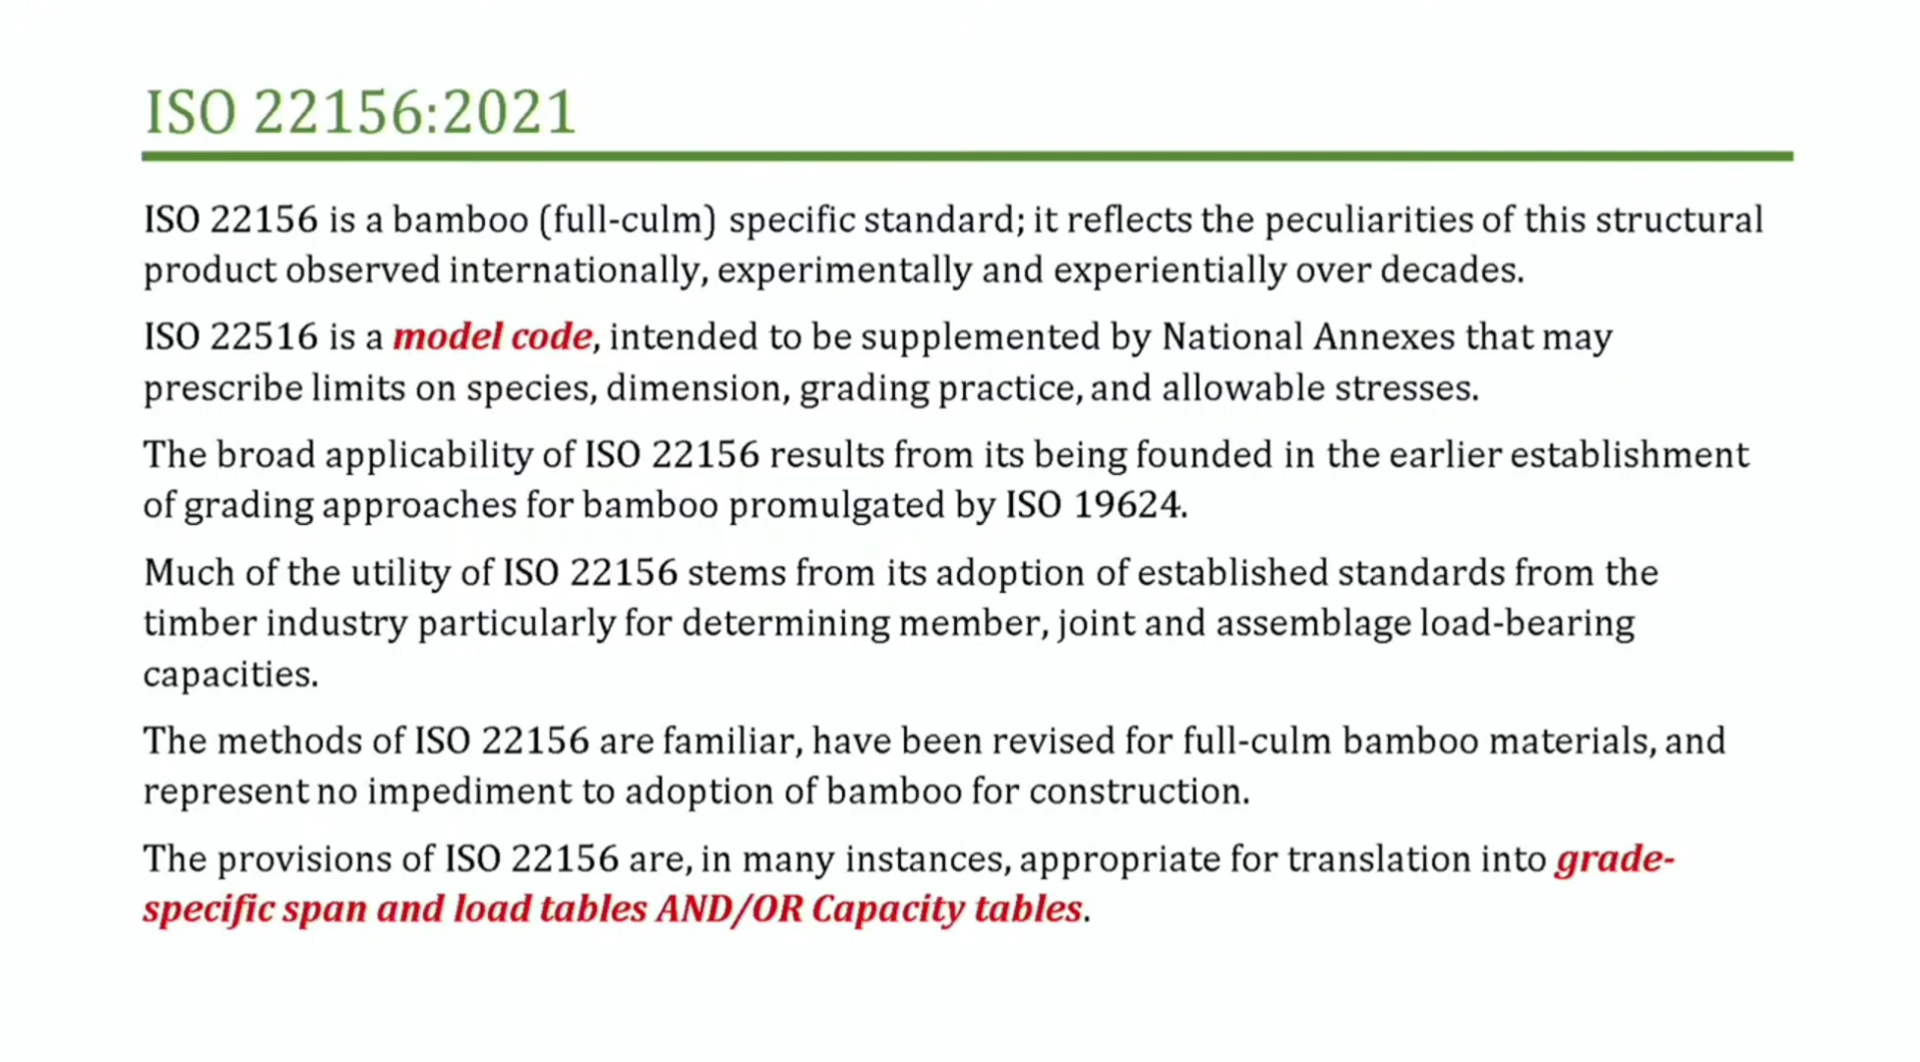 ISO 22156:2021
ISO 22156 is a bamboo (full-culm) specific standard; it reflects the peculiarities of this structural
product observed internationally, experimentally and experientially over decades.
ISO 22516 is a model code, intended to be supplemented by National Annexes that may
prescribe limits on species, dimension, grading practice, and allowable stresses.
The broad applicability of ISO 22156 results from its being founded in the earlier establishment
of grading approaches for bamboo promulgated by ISO 19624.
Much of the utility of ISO 22156 stems from its adoption of established standards from the
timber industry particularly for determining member, joint and assemblage load-bearing
capacities.
The methods of ISO 22156 are familiar, have been revised for full-culm bamboo materials, and
represent no impediment to adoption of bamboo for construction.
The provisions of ISO 22156 are, in many instances, appropriate for translation into grade-
specific span and load tables AND/OR Capacity tables.